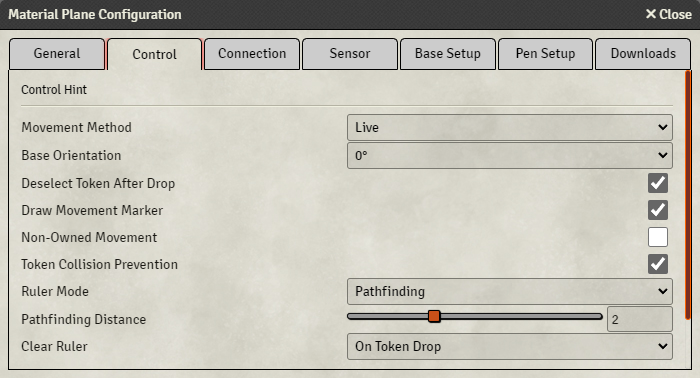 Material Plane Configuration
✕ Close
General Control Connection Sensor Base Setup Pen Setup Downloads
Control Hint
Movement Method Live
Base Orientation 0°
Deselect Token After Drop
Draw Movement Marker
Non-Owned Movement
Token Collision Prevention
Ruler Mode Pathfinding
Pathfinding Distance 2
Clear Ruler On Token Drop